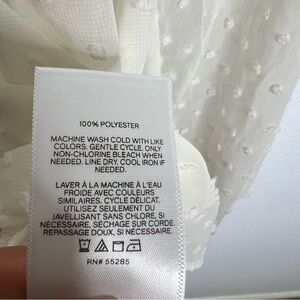 100% POLYESTER
MACHINE WASH COLD WITH LIKE
COLORS. GENTLE CYCLE. ONLY
NON-CHLORINE BLEACH WHEN
NEEDED. LINE DRY. COOL IRON IF
NEEDED.
LAVER À LA MACHINE À L'EAU
FROIDE AVEC COULEURS
SIMILAIRES. CYCLE DÉLICAT.
UTILISEZ SEULEMENT DU
JAVELLISANT SANS CHLORE, SI
NÉCESSAIRE. SÉCHAGE SUR CORDE.
REPASSAGE DOUX, SI NÉCESSAIRE.
RN# 55285